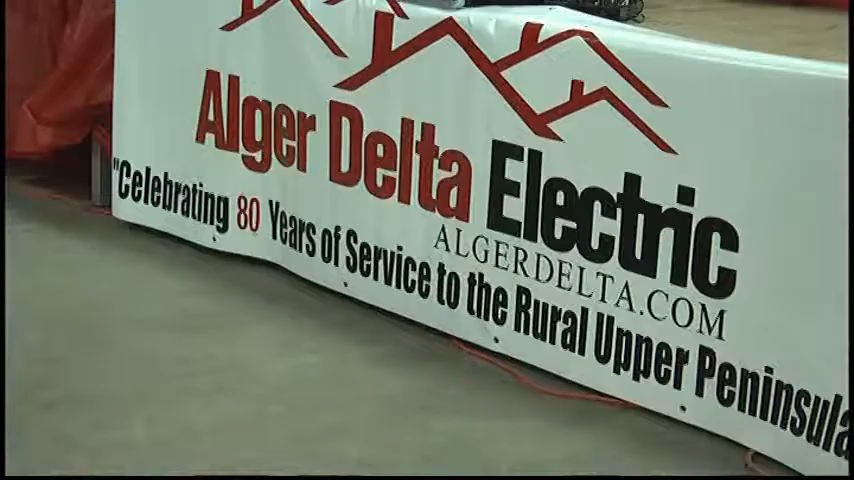 Alger Delta Electric
ALGERDELTA.COM
"Celebrating 80 Years of Service to the Rural Upper Peninsula